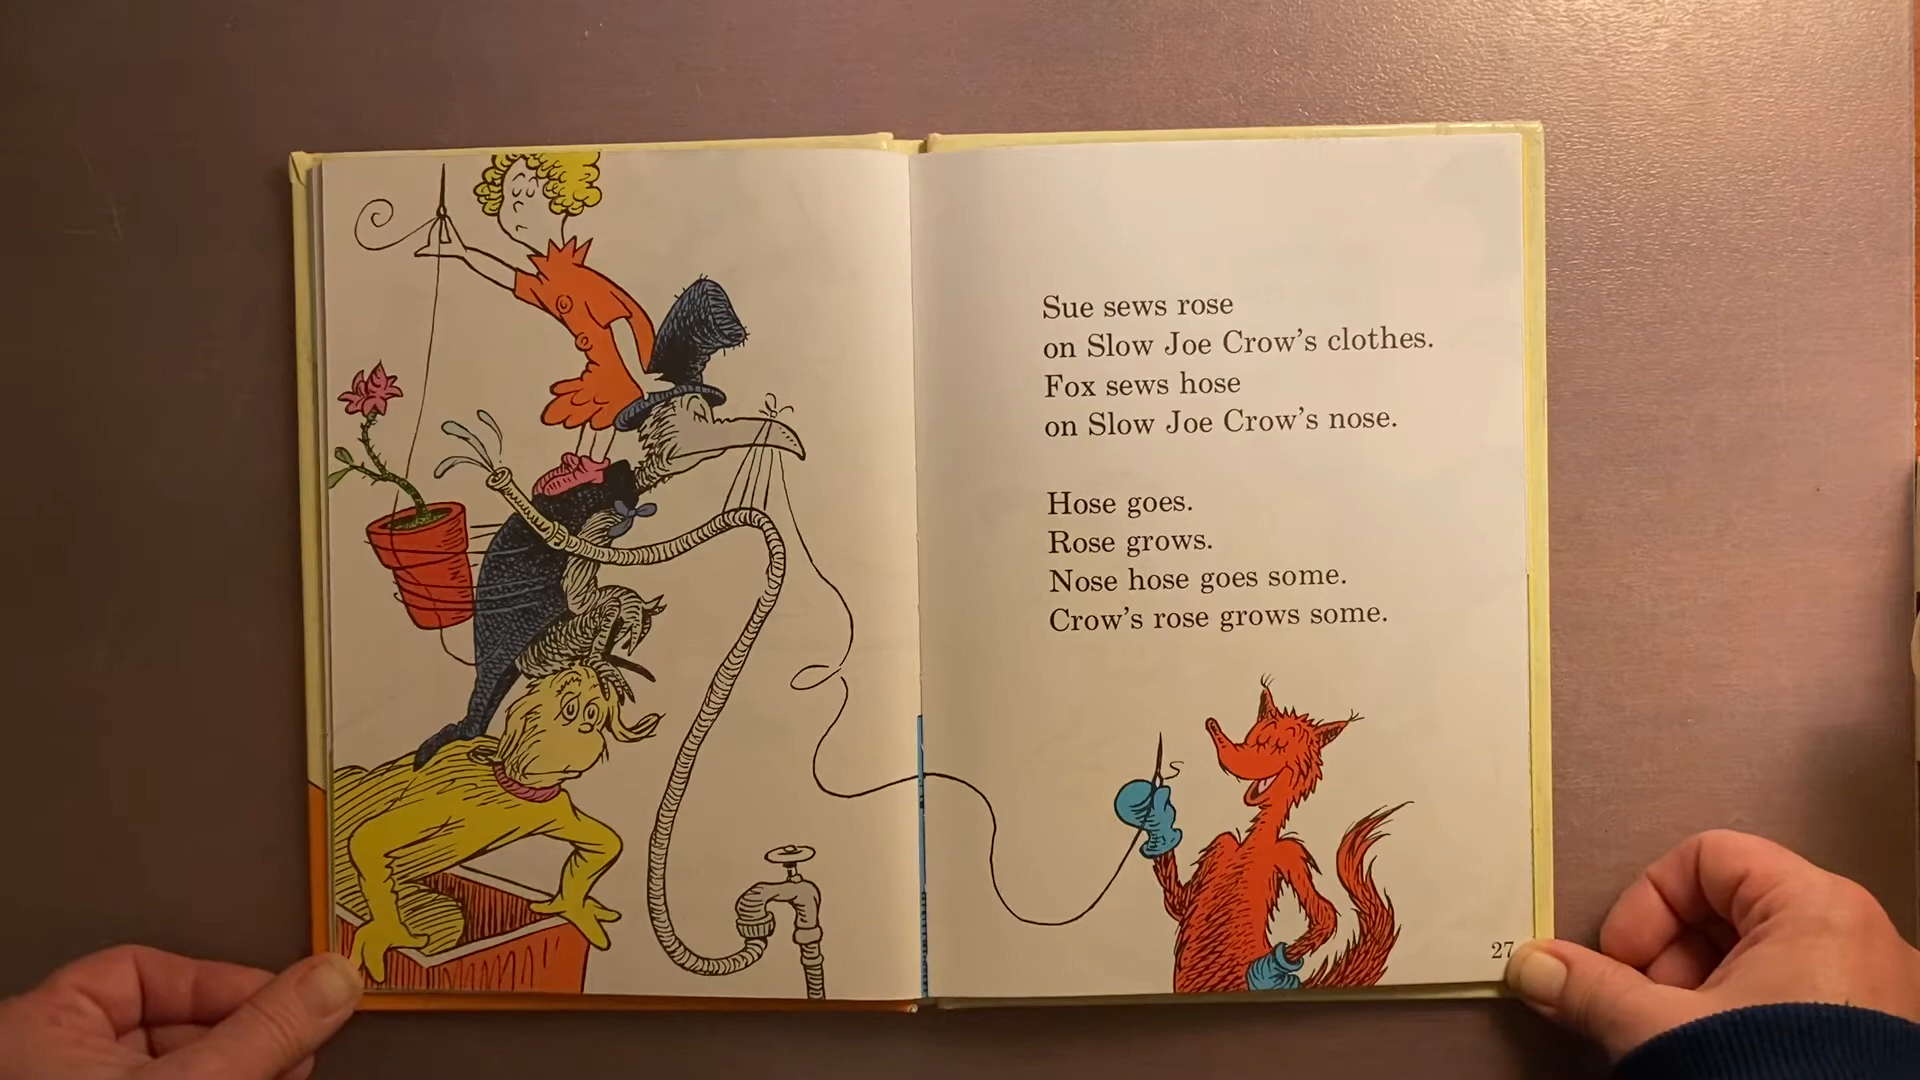 Sue sews rose
on Slow Joe Crow's clothes.
Fox sews hose
on Slow Joe Crow's nose.
Hose goes.
Rose grows.
Nose hose goes some.
Crow's rose grows some.
27